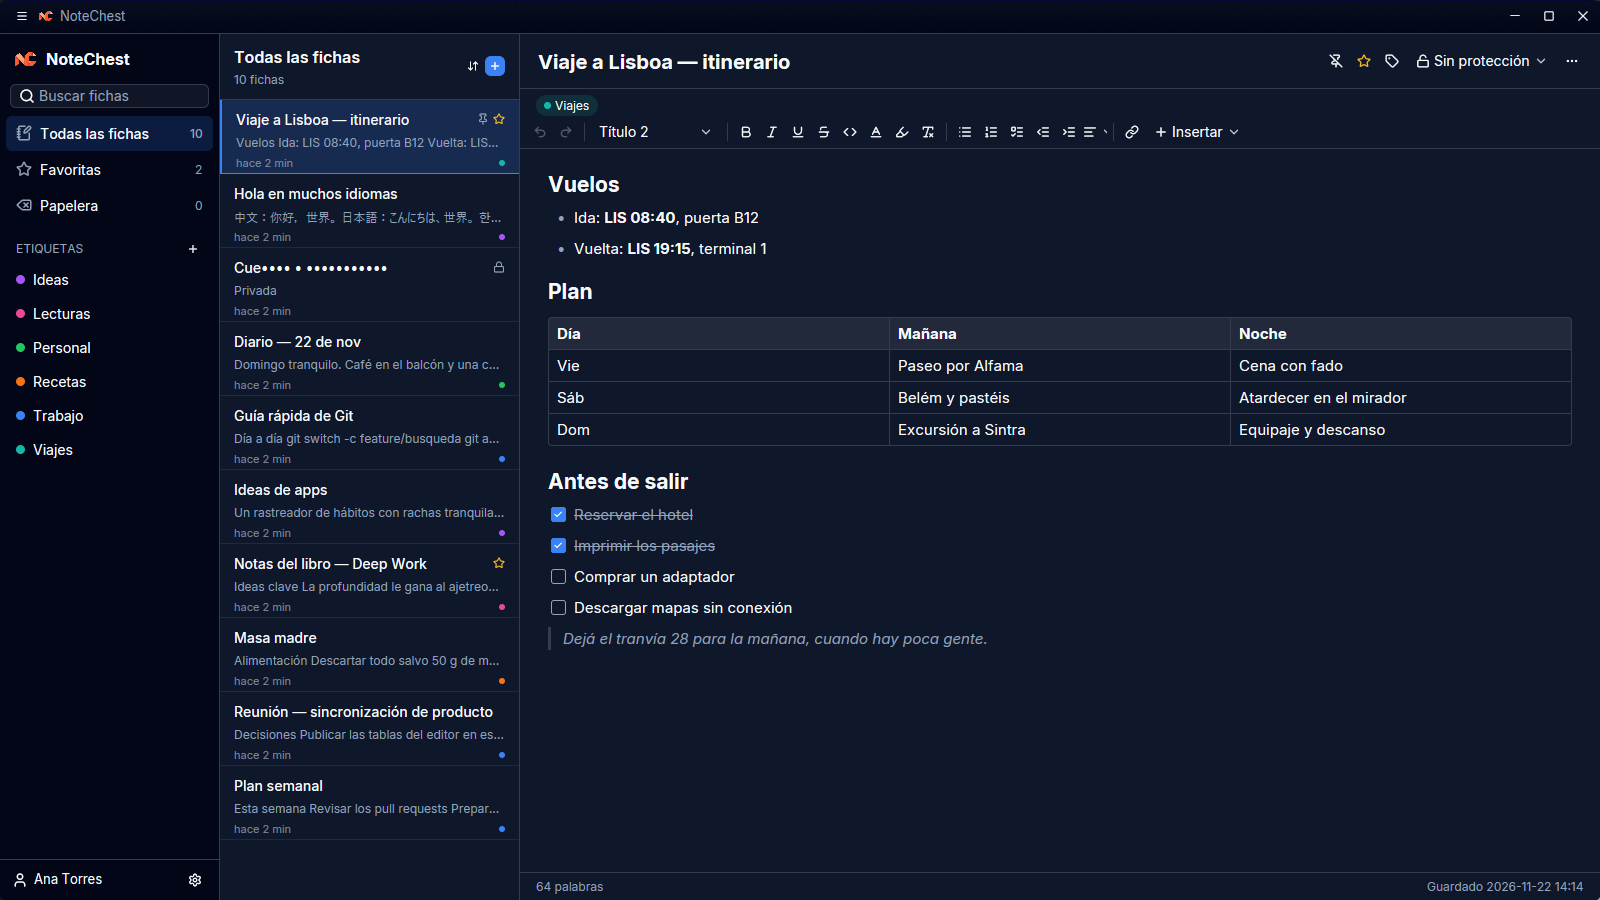 NoteChest
NoteChest
Buscar fichas
Todas las fichas 10
Favoritas 2
Papelera 0
ETIQUETAS
Ideas
Lecturas
Personal
Recetas
Trabajo
Viajes
Ana Torres
Todas las fichas
10 fichas
Viaje a Lisboa — itinerario
Vuelos Ida: LIS 08:40, puerta B12 Vuelta: LIS...
hace 2 min
Hola en muchos idiomas
中文：你好，世界。日本語：こんにちは、世界。한...
hace 2 min
Cue•••• • •••••••••••
Privada
hace 2 min
Diario — 22 de nov
Domingo tranquilo. Café en el balcón y una c...
hace 2 min
Guía rápida de Git
Día a día git switch -c feature/busqueda git a...
hace 2 min
Ideas de apps
Un rastreador de hábitos con rachas tranquila...
hace 2 min
Notas del libro — Deep Work
Ideas clave La profundidad le gana al ajetreo...
hace 2 min
Masa madre
Alimentación Descartar todo salvo 50 g de m...
hace 2 min
Reunión — sincronización de producto
Decisiones Publicar las tablas del editor en es...
hace 2 min
Plan semanal
Esta semana Revisar los pull requests Prepar...
hace 2 min
Viaje a Lisboa — itinerario
Sin protección
Viajes
Título 2
Insertar
Vuelos
• Ida: LIS 08:40, puerta B12
• Vuelta: LIS 19:15, terminal 1
Plan
Día Mañana Noche
Vie Paseo por Alfama Cena con fado
Sáb Belém y pastéis Atardecer en el mirador
Dom Excursión a Sintra Equipaje y descanso
Antes de salir
Reservar el hotel
Imprimir los pasajes
Comprar un adaptador
Descargar mapas sin conexión
Dejá el tranvía 28 para la mañana, cuando hay poca gente.
64 palabras
Guardado 2026-11-22 14:14